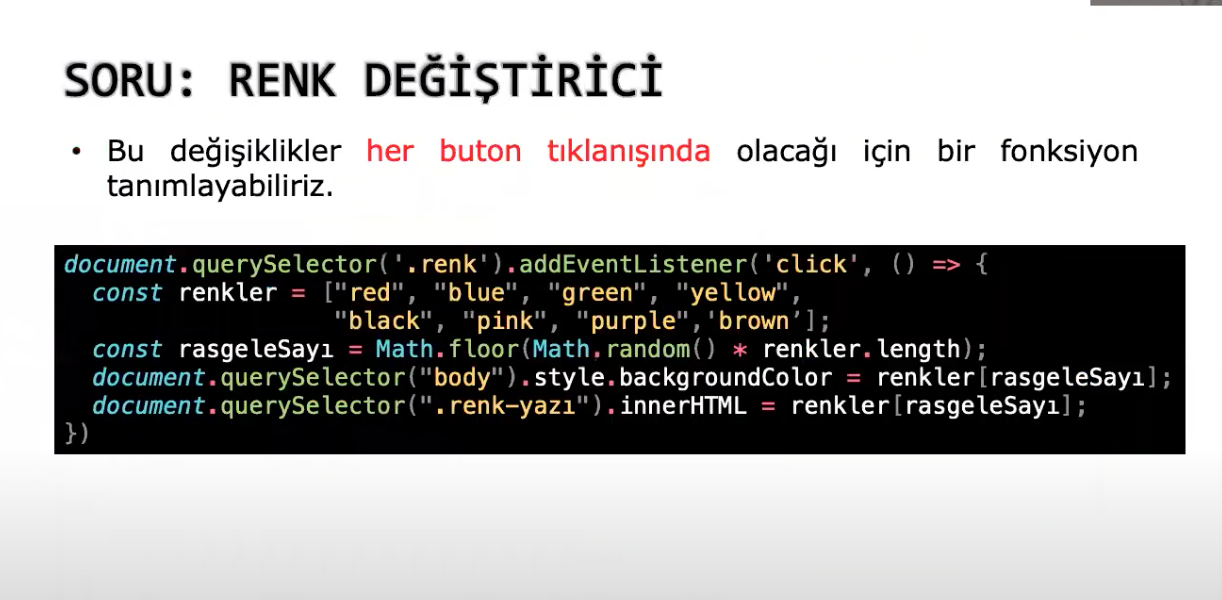 SORU: RENK DEĞİŞTİRİCİ
• Bu değişiklikler her buton tıklanışında olacağı için bir fonksiyon
tanımlayabiliriz.
document.querySelector('.renk').addEventListener('click', () => {
  const renkler = ["red", "blue", "green", "yellow",
                   "black", "pink", "purple",'brown’];
  const rasgeleSayı = Math.floor(Math.random() * renkler.length);
  document.querySelector("body").style.backgroundColor = renkler[rasgeleSayı];
  document.querySelector(".renk-yazı").innerHTML = renkler[rasgeleSayı];
})